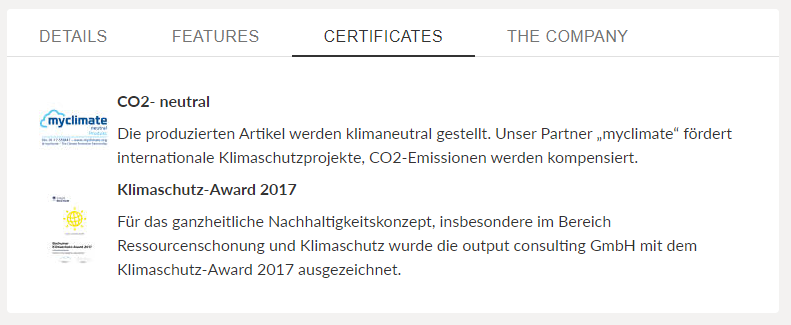 DETAILS FEATURES CERTIFICATES THE COMPANY
CO2- neutral
myclimate
neutral
Die produzierten Artikel werden klimaneutral gestellt. Unser Partner „myclimate“ fördert
internationale Klimaschutzprojekte, CO2-Emissionen werden kompensiert.
Klimaschutz-Award 2017
Für das ganzheitliche Nachhaltigkeitskonzept, insbesondere im Bereich
Ressourcenschonung und Klimaschutz wurde die output consulting GmbH mit dem
Klimaschutz-Award 2017 ausgezeichnet.